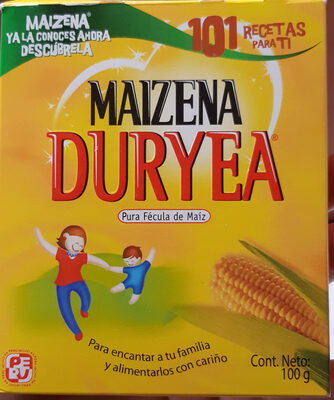 MAIZENA®
YA LA CONOCES AHORA
DESCÚBRELA
101 RECETAS
PARA TI
MAIZENA
DURYEA®
Pura Fécula de Maíz
Para encantar a tu familia
y alimentarlos con cariño
Cont. Neto:
100 g
PERU